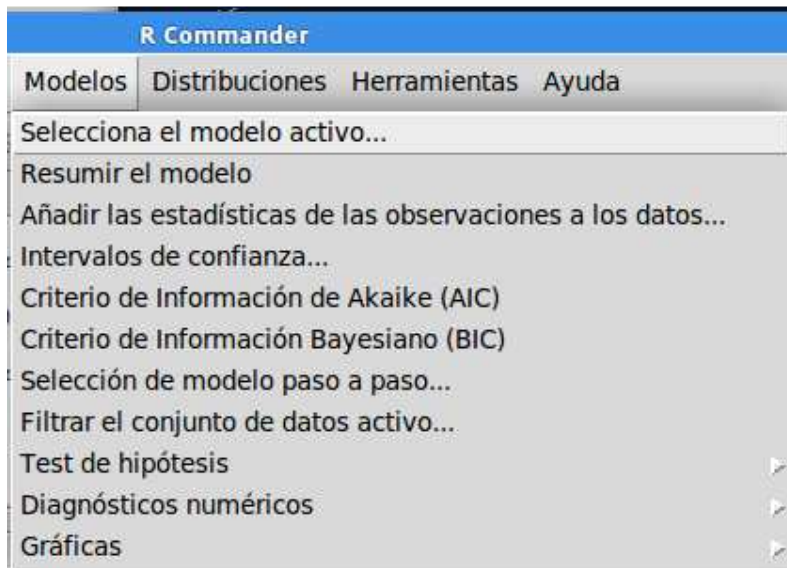 R Commander
Modelos Distribuciones Herramientas Ayuda
Selecciona el modelo activo...
Resumir el modelo
Añadir las estadísticas de las observaciones a los datos...
Intervalos de confianza...
Criterio de Información de Akaike (AIC)
Criterio de Información Bayesiano (BIC)
Selección de modelo paso a paso...
Filtrar el conjunto de datos activo...
Test de hipótesis
Diagnósticos numéricos
Gráficas